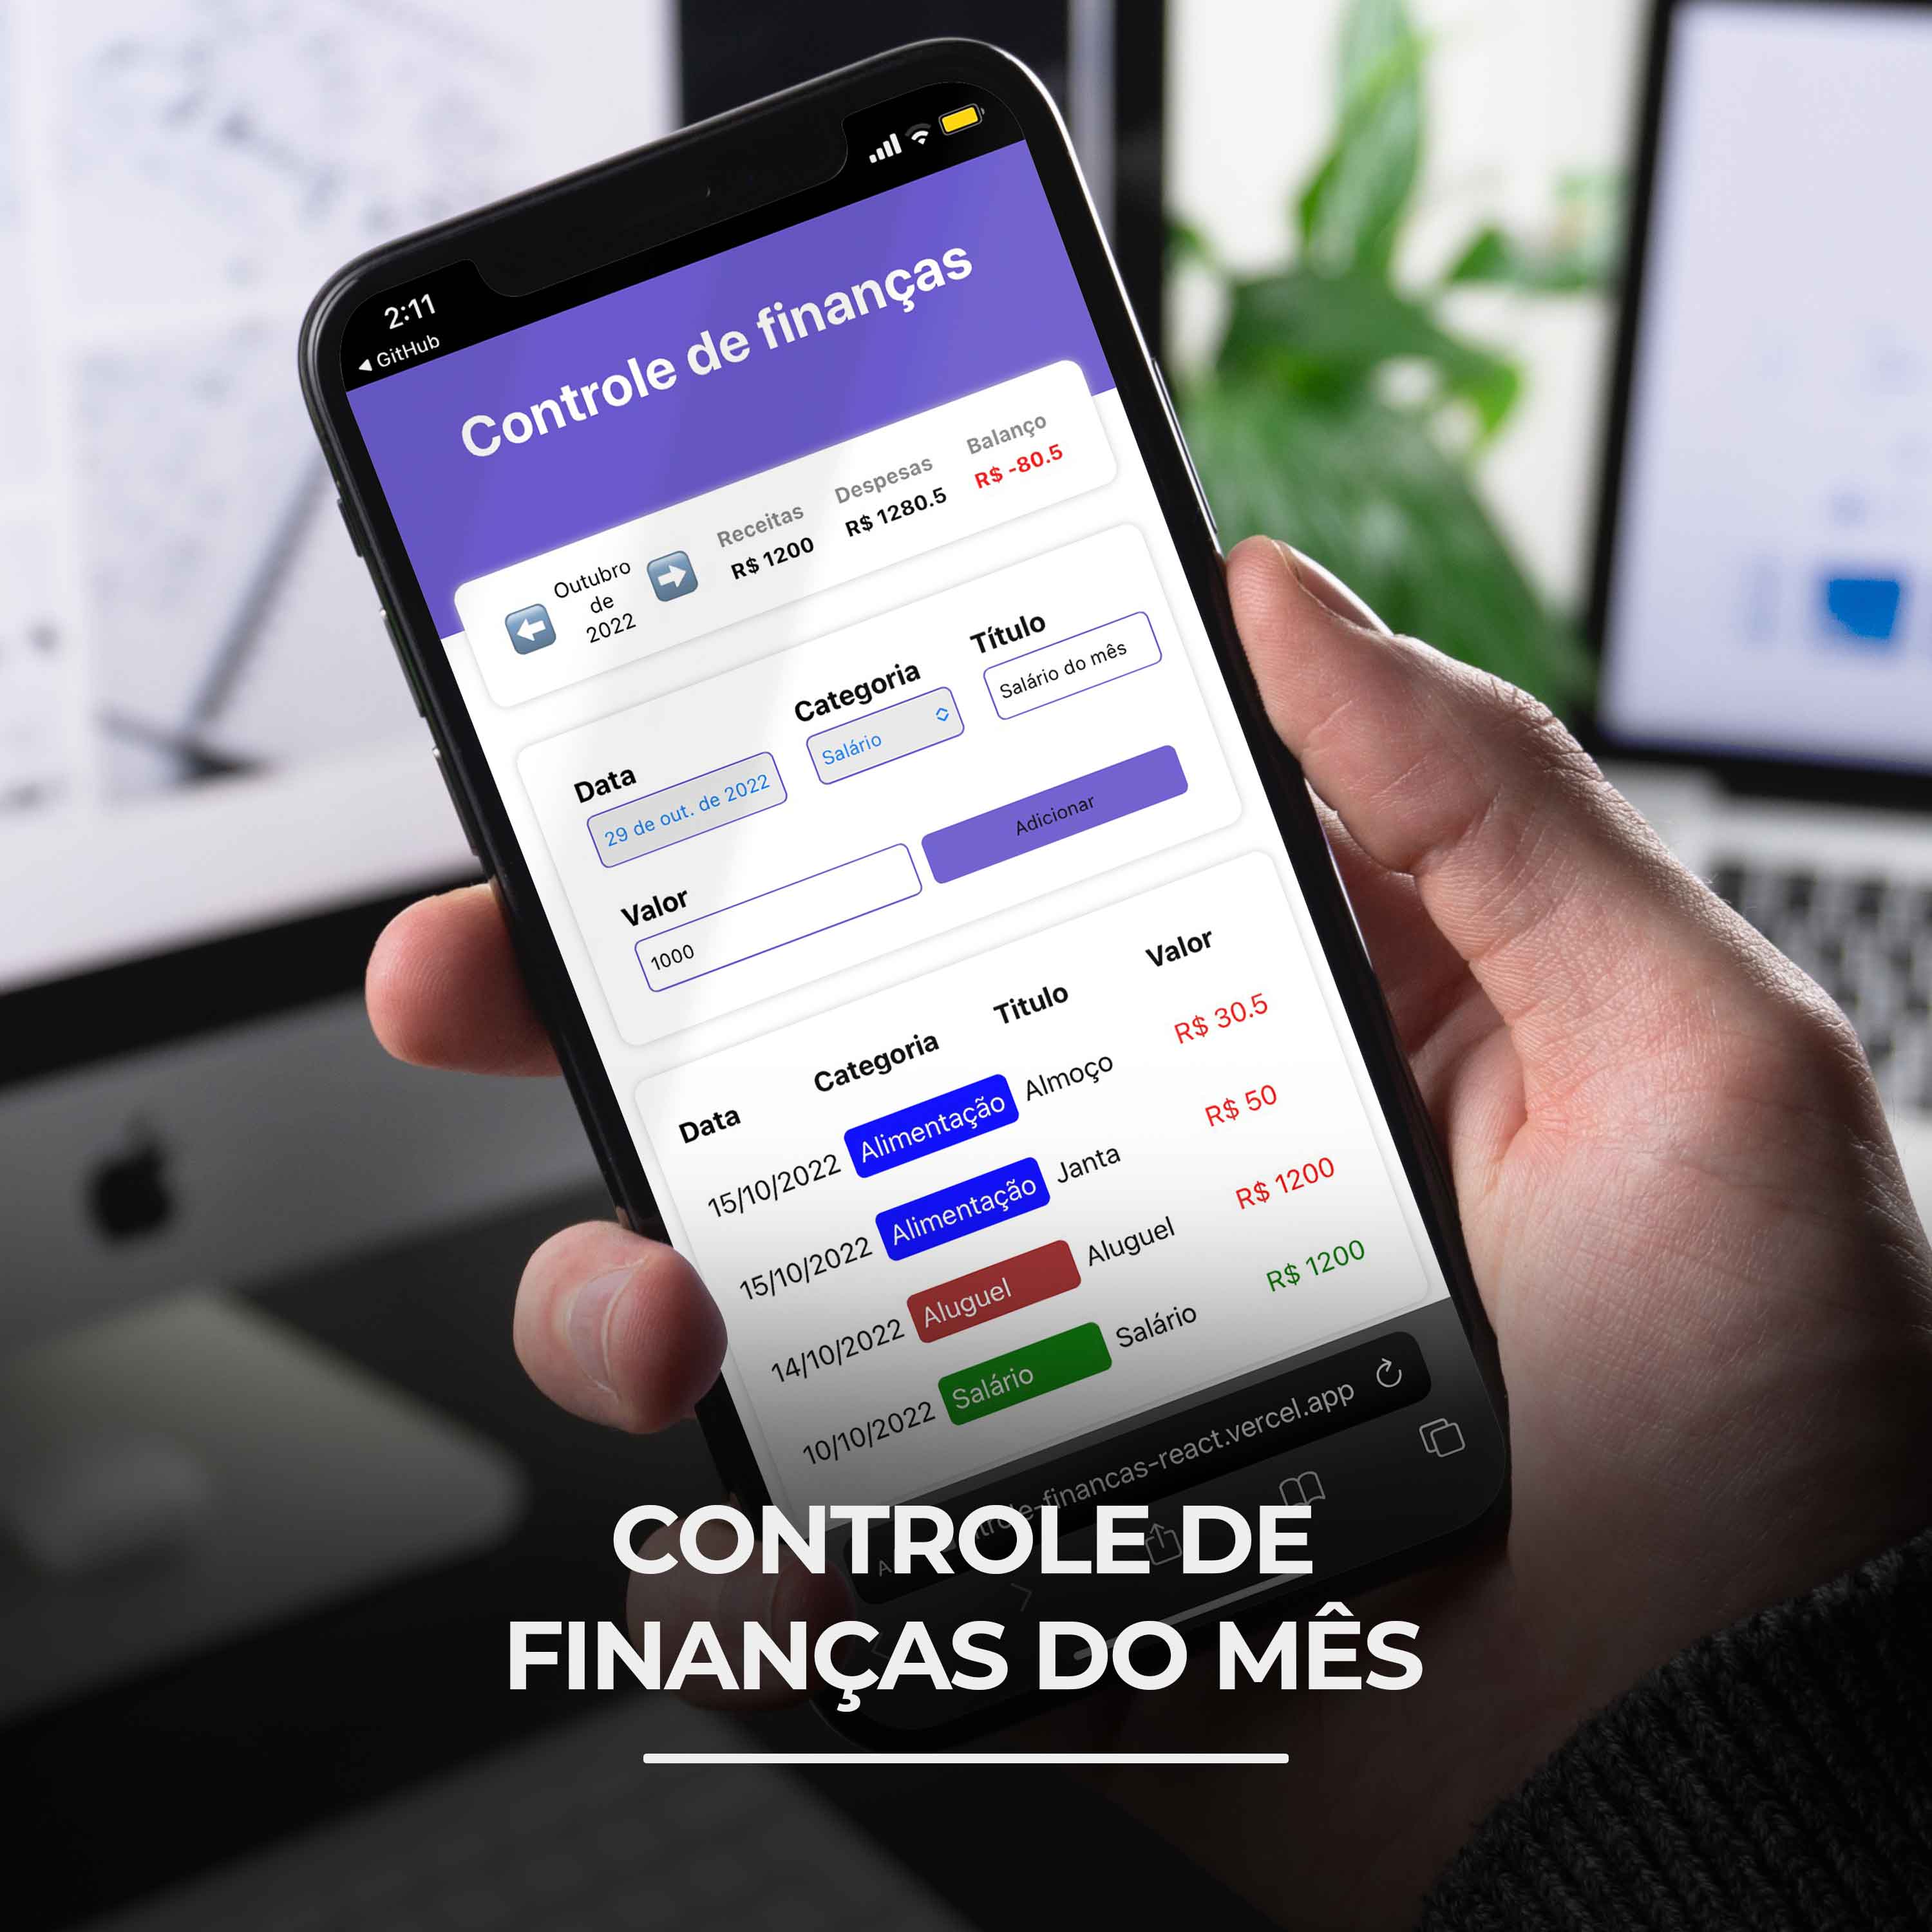 2:11
GitHub
Controle de finanças
Outubro
de
2022
Receitas
R$ 1200
Despesas
R$ 1280.5
Balanço
R$ -80.5
Data
29 de out. de 2022
Categoria
Salário
Título
Salário do mês
Valor
1000
Adicionar
Data Categoria Titulo Valor
15/10/2022 Alimentação Almoço R$ 30.5
15/10/2022 Alimentação Janta R$ 50
14/10/2022 Aluguel Aluguel R$ 1200
10/10/2022 Salário Salário R$ 1200
-financas-react.vercel.app
CONTROLE DE
FINANÇAS DO MÊS